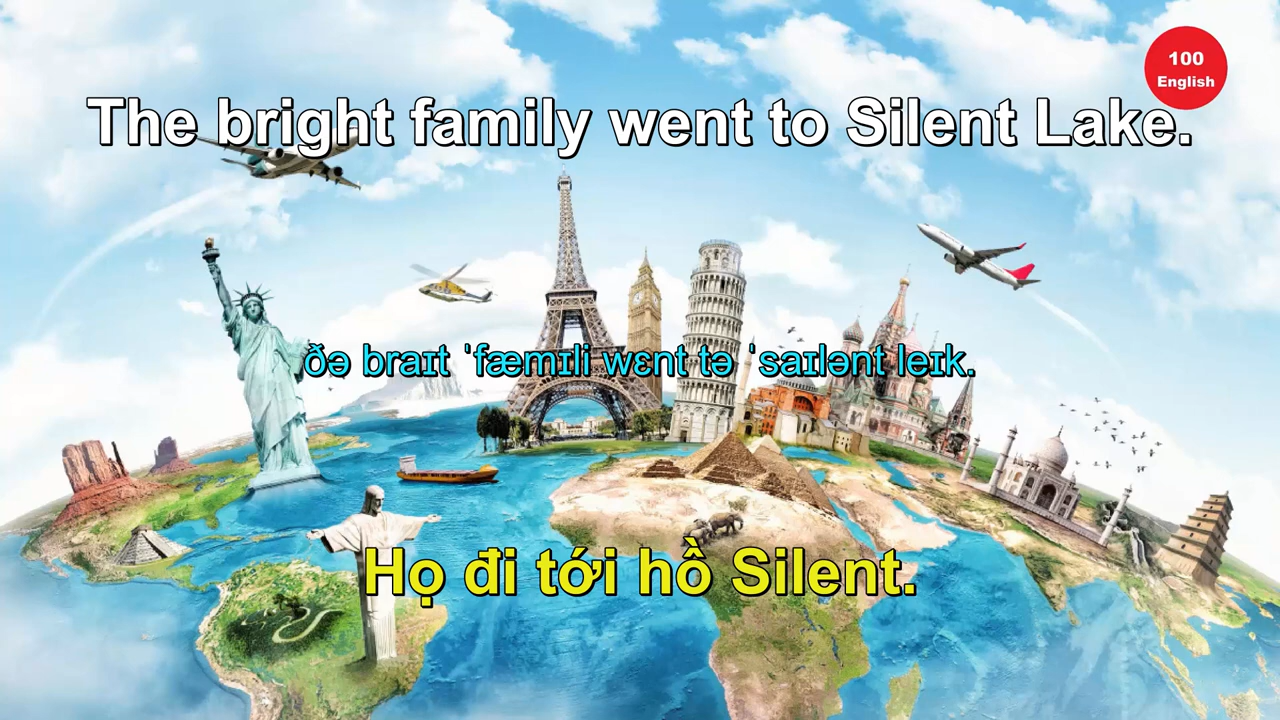 100
English
The bright family went to Silent Lake.
ðə braɪt ˈfæmɪli wɛnt tə ˈsaɪlənt leɪk.
Họ đi tới hồ Silent.